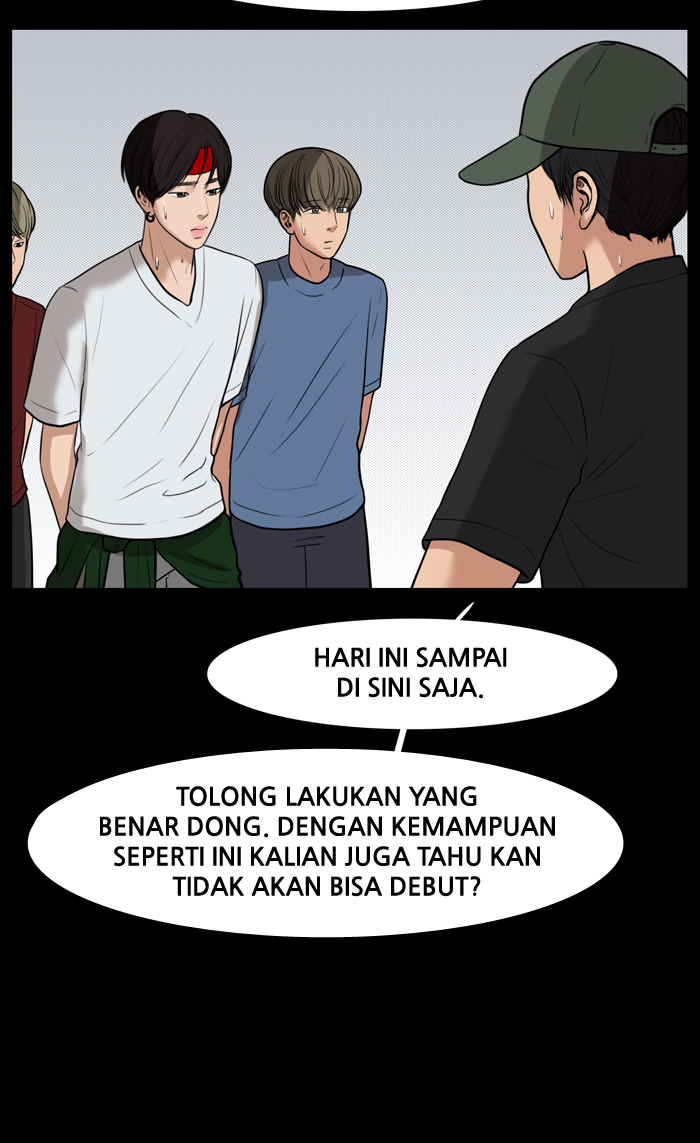 HARI INI SAMPAI
DI SINI SAJA.
TOLONG LAKUKAN YANG
BENAR DONG. DENGAN KEMAMPUAN
SEPERTI INI KALIAN JUGA TAHU KAN
TIDAK AKAN BISA DEBUT?